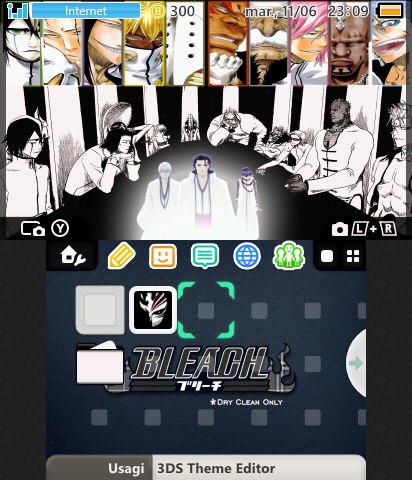 Internet
300
mar., 11/06
23:09
Y
L+R
BLEACH
ブリーチ
★DRY CLEAN ONLY
Usagi
3DS Theme Editor